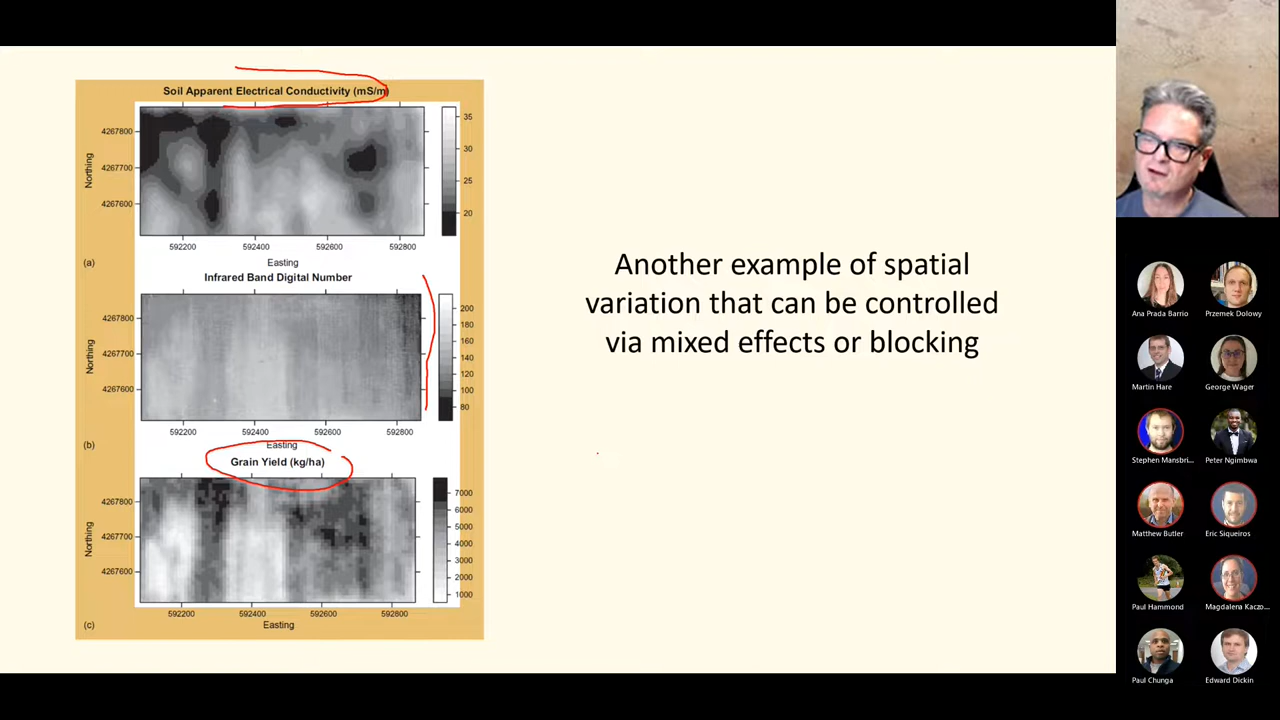 Soil Apparent Electrical Conductivity (mS/m)
Northing
4267800
4267700
4267600
35
30
25
20
592200
592400
592600
592800
(a)
Easting
Infrared Band Digital Number
Northing
4267800
4267700
4267600
200
180
160
140
120
100
80
592200
592400
592600
592800
(b)
Easting
Grain Yield (kg/ha)
Northing
4267800
4267700
4267600
7000
6000
5000
4000
3000
2000
1000
592200
592400
592600
592800
(c)
Easting
Another example of spatial
variation that can be controlled
via mixed effects or blocking
Ana Prada Barrio
Przemek Dolowy
Martin Hare
George Wager
Stephen Mansbri...
Peter Ngimbwa
Matthew Butler
Eric Siqueiros
Paul Hammond
Magdalena Kaczo...
Paul Chunga
Edward Dickin